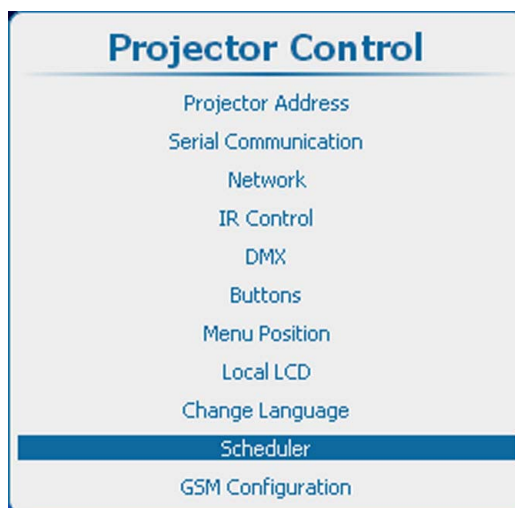 Projector Control
Projector Address
Serial Communication
Network
IR Control
DMX
Buttons
Menu Position
Local LCD
Change Language
Scheduler
GSM Configuration